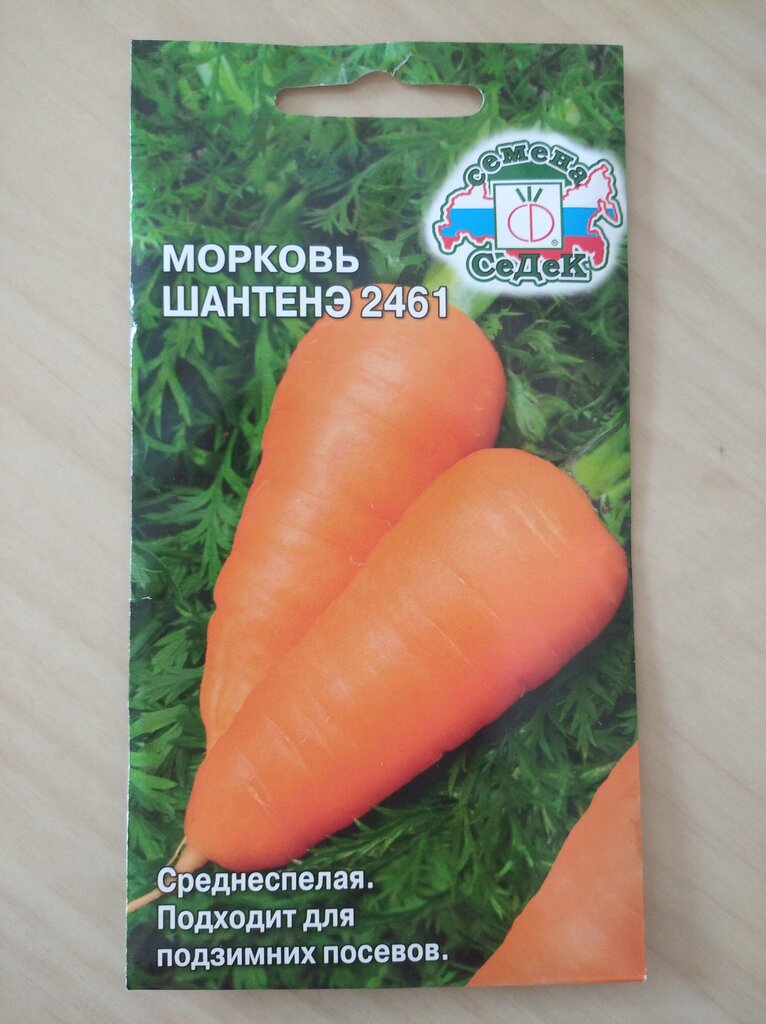 семена
СеДеК
®
МОРКОВЬ
ШАНТЕНЭ 2461
Среднеспелая.
Подходит для
подзимних посевов.